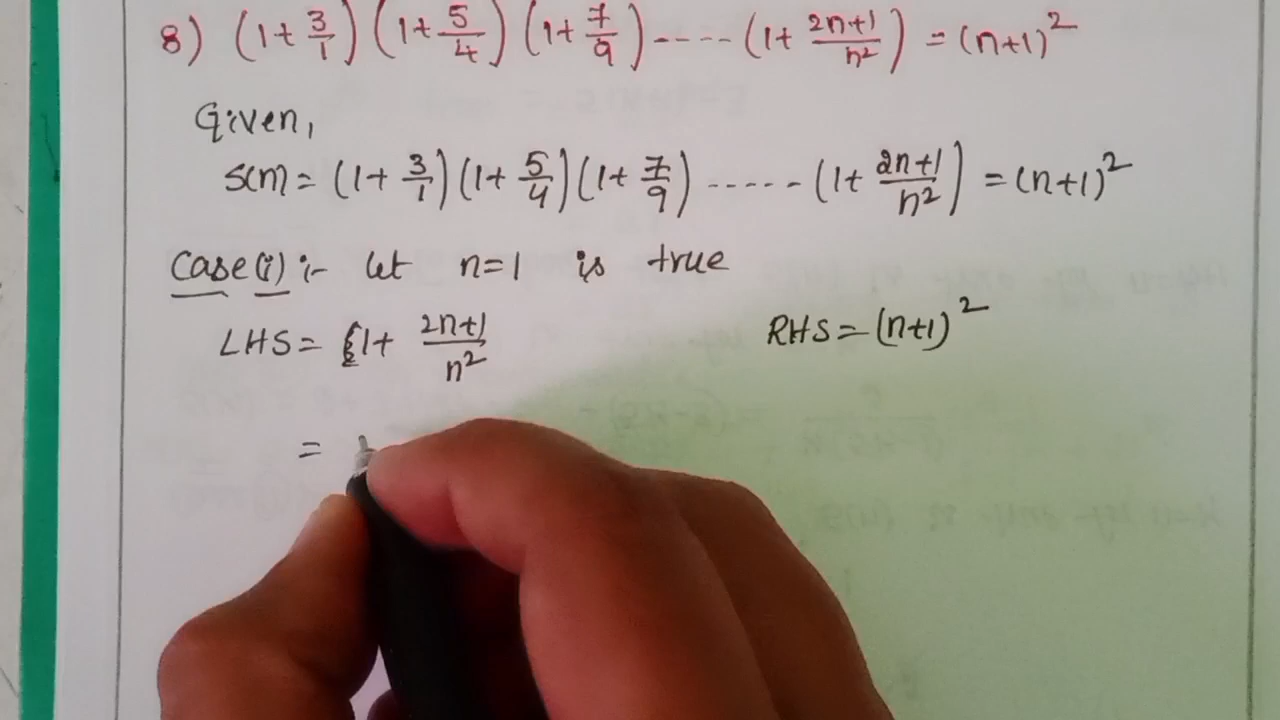 8) (1+ 3/1) (1+ 5/4) (1+ 7/9) ---- (1+ 2n+1/n²) = (n+1)²
Given,
S(n) = (1+ 3/1) (1+ 5/4) (1+ 7/9) ----- (1+ 2n+1/n²) = (n+1)²
Case(i) :- let n=1 is true
LHS = 1+ 2n+1/n² RHS = (n+1)²
=